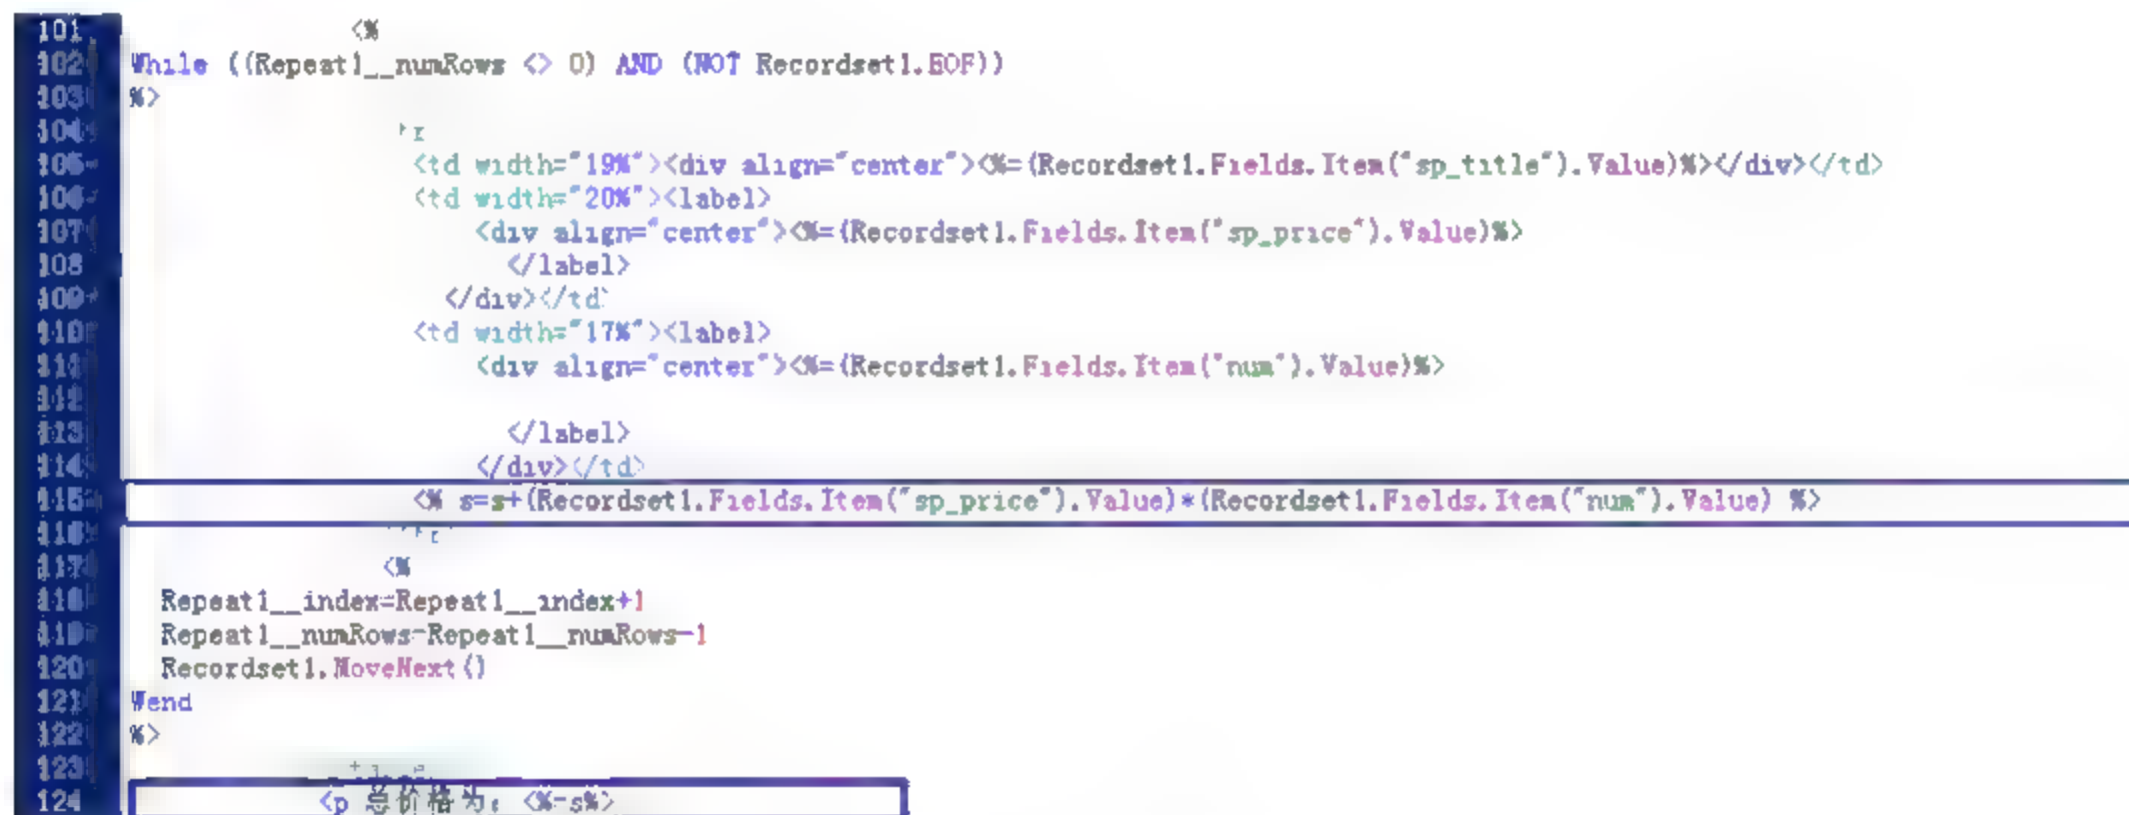 101 <%
102 While ((Repeat1__numRows <> 0) AND (NOT Recordset1.EOF))
103 %>
104
105 <td width="19%"><div align="center"><%=(Recordset1.Fields.Item("sp_title").Value)%></div></td>
106 <td width="20%"><label>
107 <div align="center"><%=(Recordset1.Fields.Item("sp_price").Value)%>
108 </label>
109 </div></td>
110 <td width="17%"><label>
111 <div align="center"><%=(Recordset1.Fields.Item("num").Value)%>
112
113 </label>
114 </div></td>
115 <% s=s+(Recordset1.Fields.Item("sp_price").Value)*(Recordset1.Fields.Item("num").Value) %>
116
117 <%
118 Repeat1__index=Repeat1__index+1
119 Repeat1__numRows=Repeat1__numRows-1
120 Recordset1.MoveNext()
121 Wend
122 %>
123
124 <p 总价格为: <%=s%>